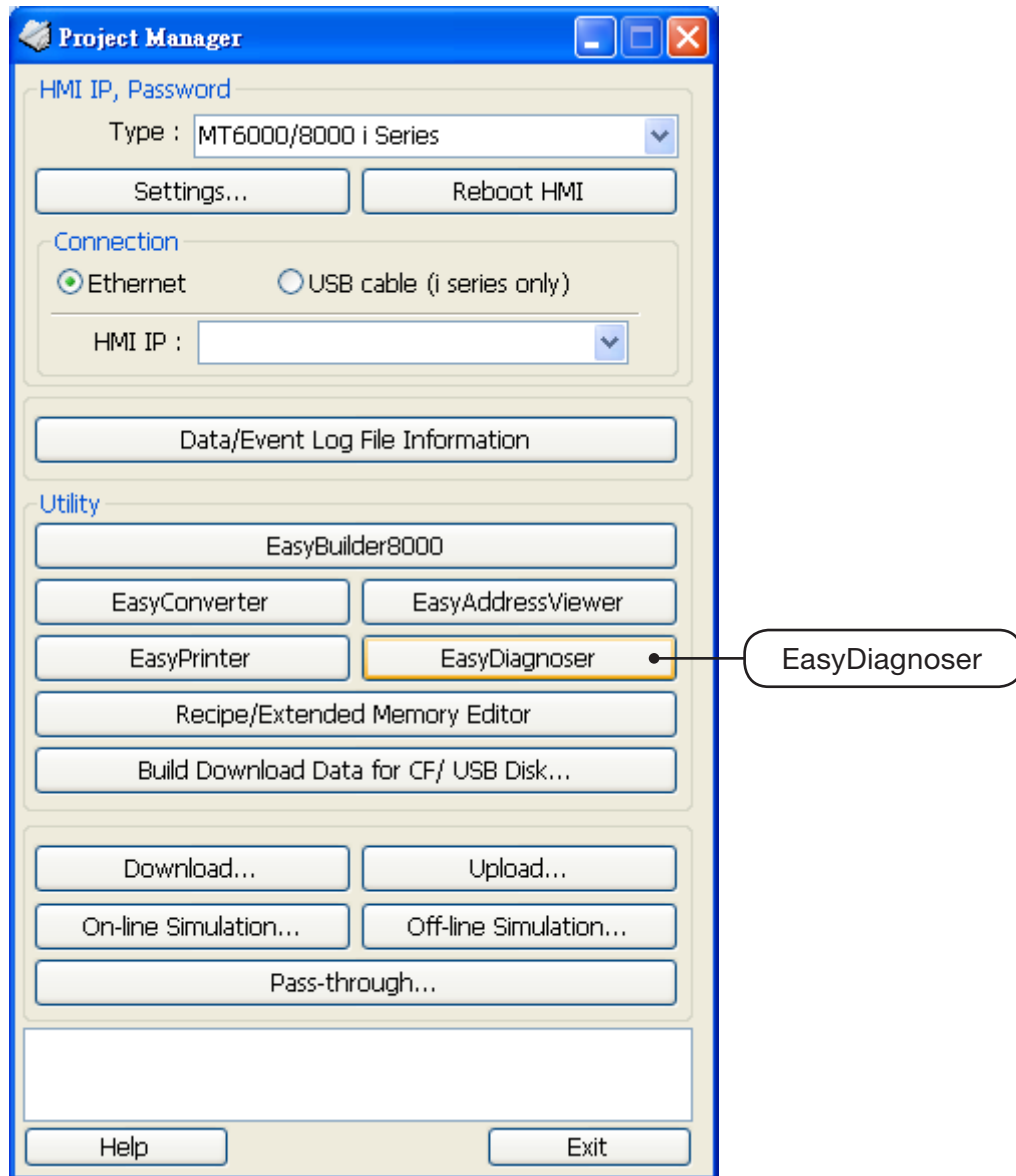 Project Manager
HMI IP, Password
Type : MT6000/8000 i Series
Settings... Reboot HMI
Connection
Ethernet USB cable (i series only)
HMI IP :
Data/Event Log File Information
Utility
EasyBuilder8000
EasyConverter EasyAddressViewer
EasyPrinter EasyDiagnoser EasyDiagnoser
Recipe/Extended Memory Editor
Build Download Data for CF/ USB Disk...
Download... Upload...
On-line Simulation... Off-line Simulation...
Pass-through...
Help Exit